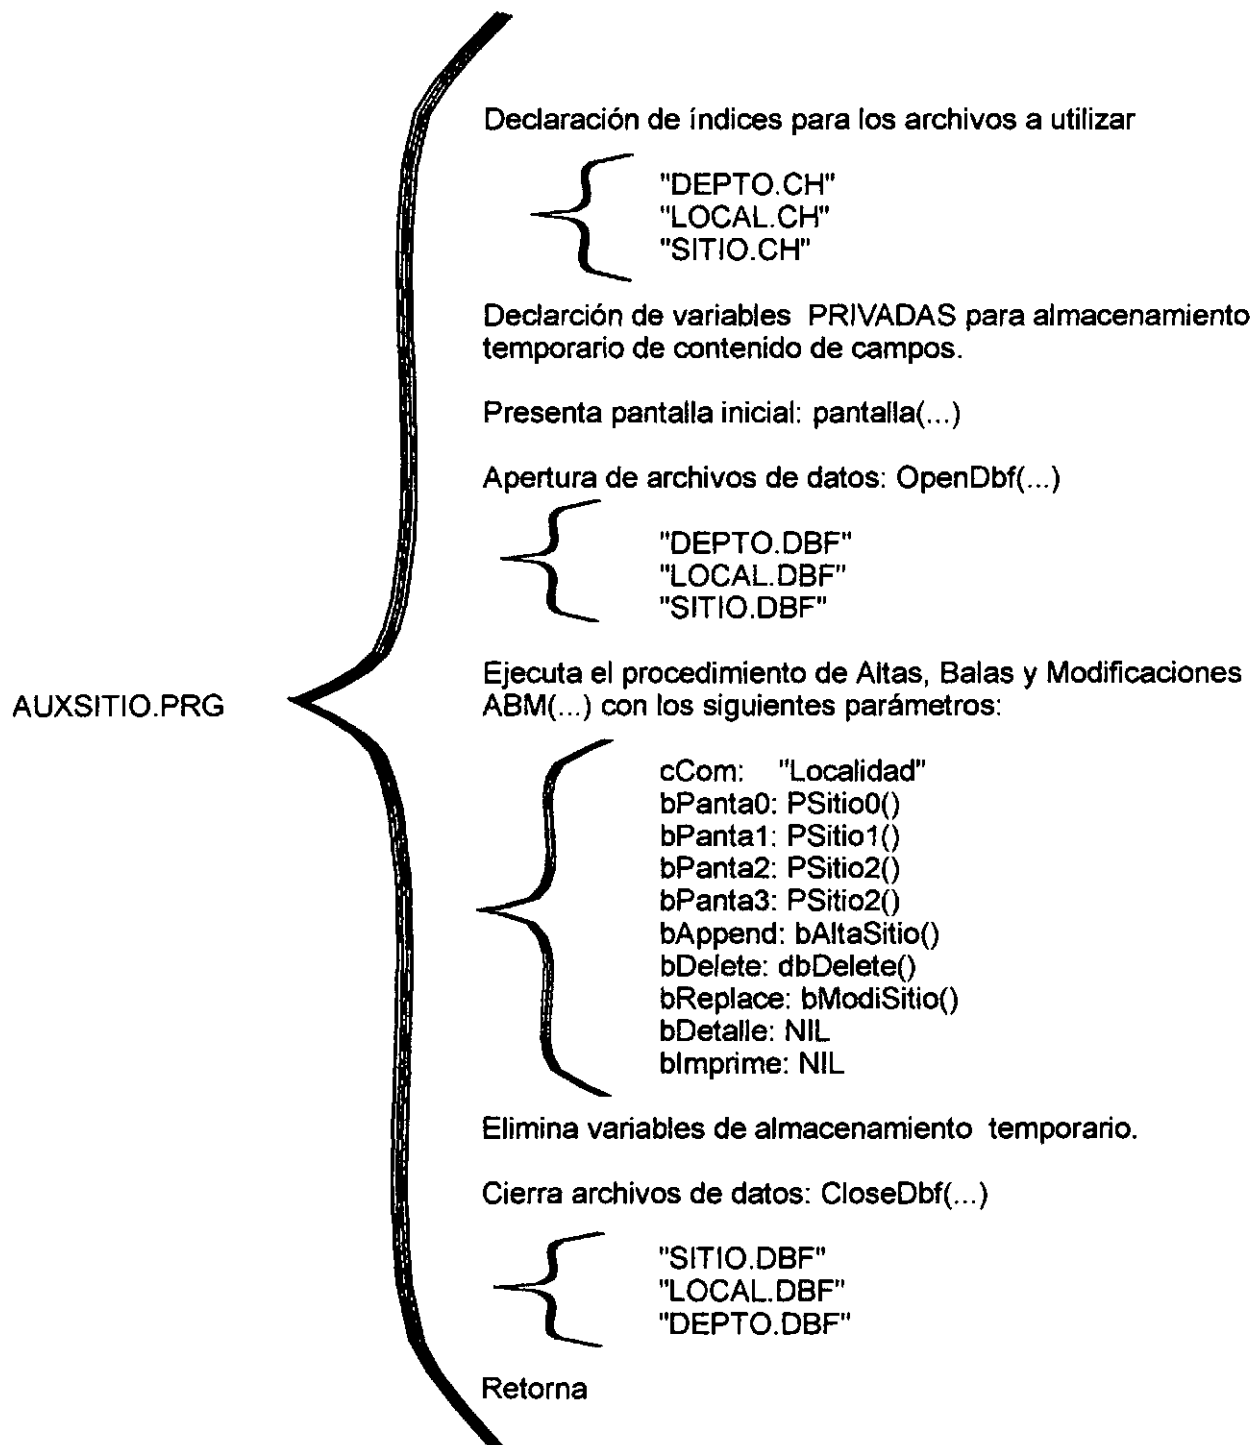 Declaración de índices para los archivos a utilizar
"DEPTO.CH"
"LOCAL.CH"
"SITIO.CH"
Declarción de variables PRIVADAS para almacenamiento
temporario de contenido de campos.
Presenta pantalla inicial: pantalla(...)
Apertura de archivos de datos: OpenDbf(...)
"DEPTO.DBF"
"LOCAL.DBF"
"SITIO.DBF"
AUXSITIO.PRG
Ejecuta el procedimiento de Altas, Balas y Modificaciones
ABM(...) con los siguientes parámetros:
cCom: "Localidad"
bPanta0: PSitio0()
bPanta1: PSitio1()
bPanta2: PSitio2()
bPanta3: PSitio2()
bAppend: bAltaSitio()
bDelete: dbDelete()
bReplace: bModiSitio()
bDetalle: NIL
bImprime: NIL
Elimina variables de almacenamiento temporario.
Cierra archivos de datos: CloseDbf(...)
"SITIO.DBF"
"LOCAL.DBF"
"DEPTO.DBF"
Retorna